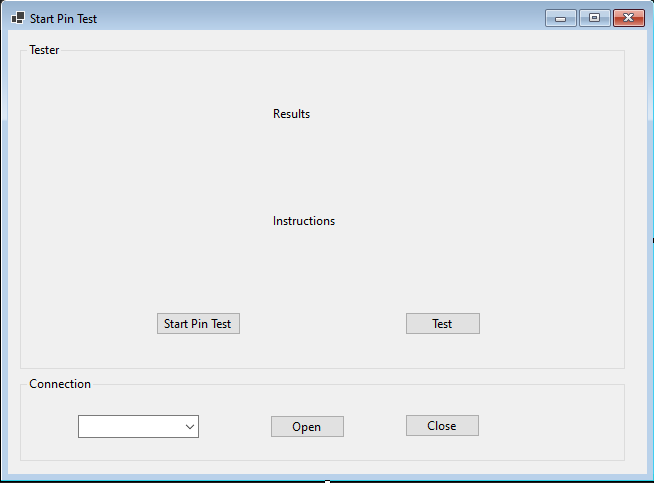 Start Pin Test
Tester
Results
Instructions
Start Pin Test
Test
Connection
Open
Close